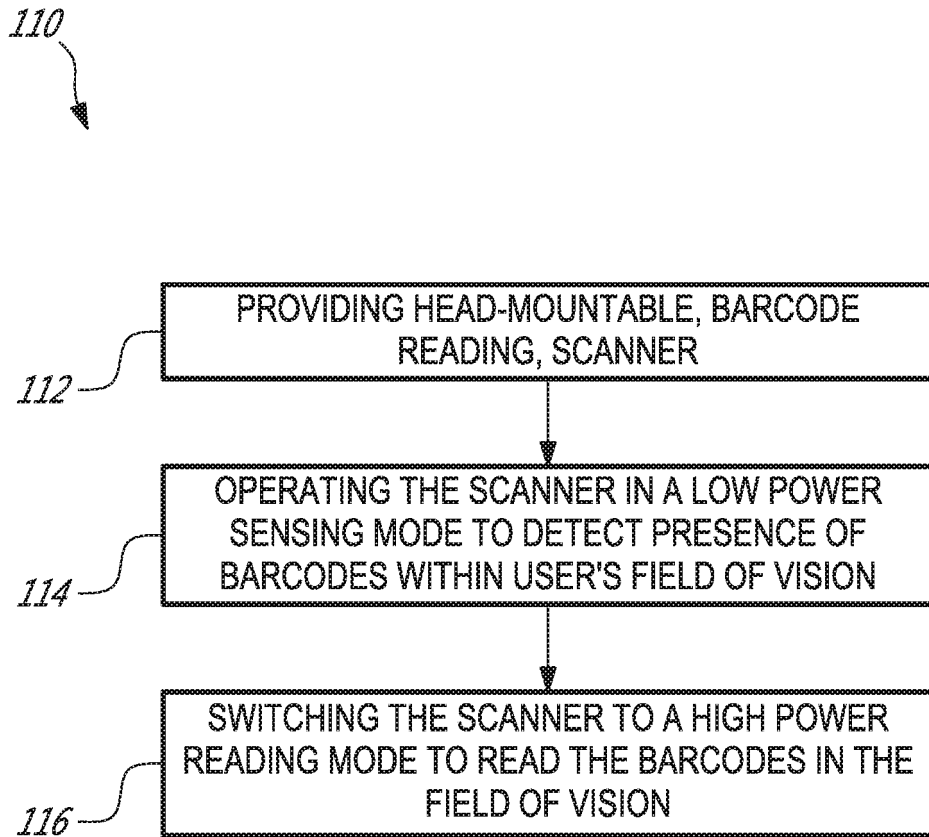 110
PROVIDING HEAD-MOUNTABLE, BARCODE
READING, SCANNER
112
OPERATING THE SCANNER IN A LOW POWER
SENSING MODE TO DETECT PRESENCE OF
BARCODES WITHIN USER'S FIELD OF VISION
114
SWITCHING THE SCANNER TO A HIGH POWER
READING MODE TO READ THE BARCODES IN THE
FIELD OF VISION
116